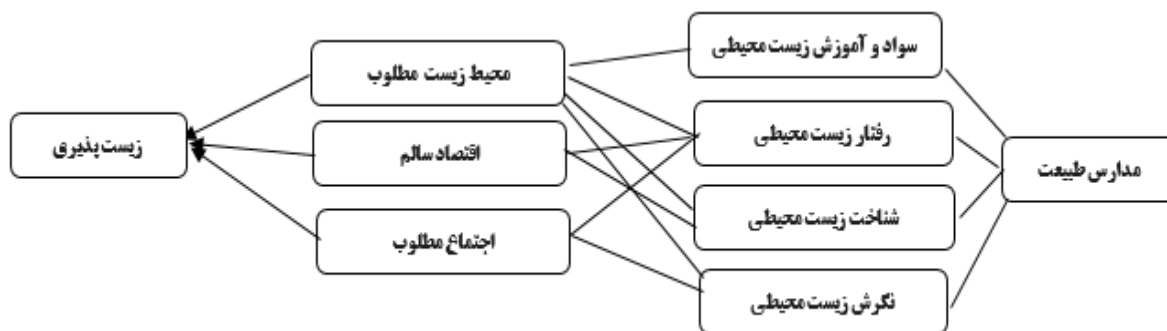 مدارس طبیعت
سواد و آموزش زیست محیطی
رفتار زیست محیطی
شناخت زیست محیطی
نگرش زیست محیطی
محیط زیست مطلوب
اقتصاد سالم
اجتماع مطلوب
زیست پذیری